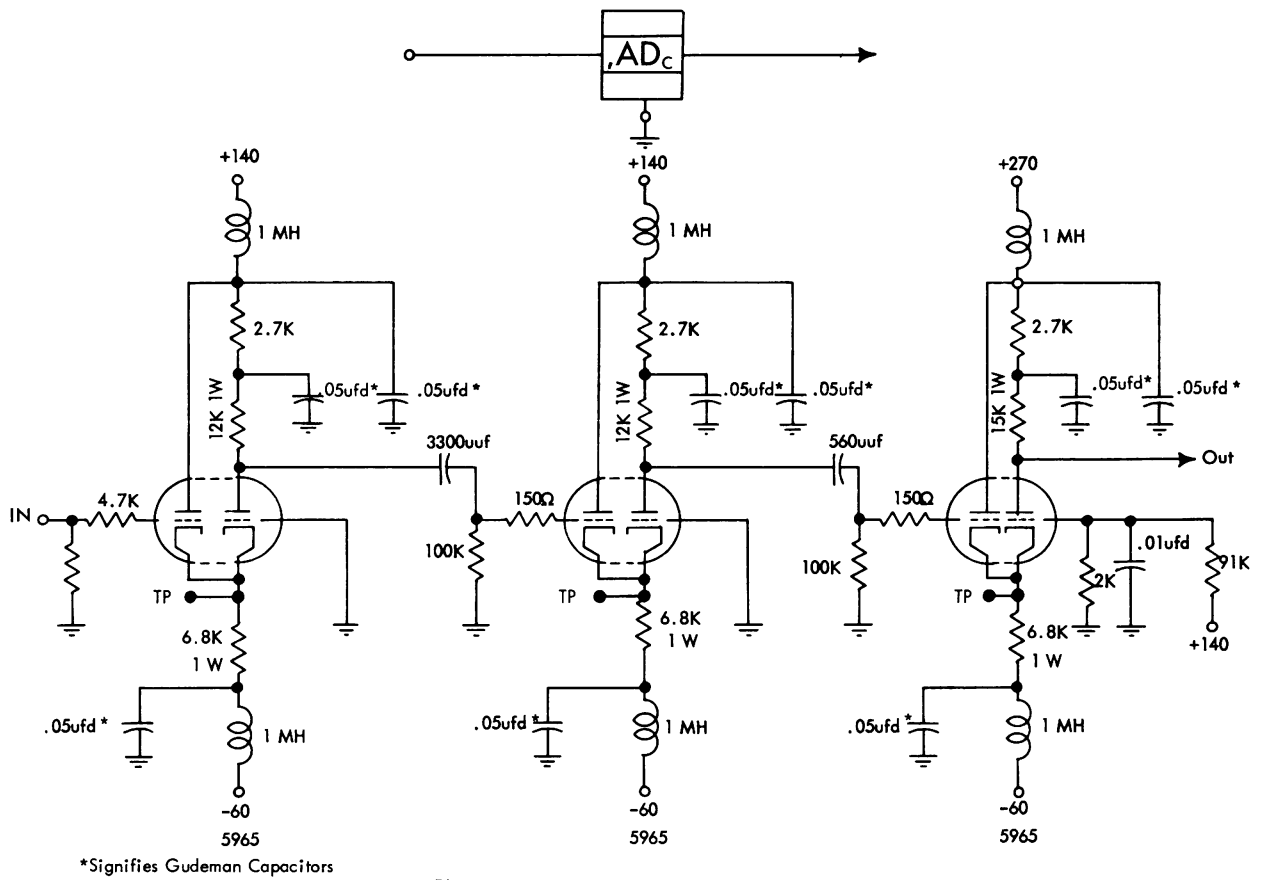 ,ADC
+140
+140
+270
1 MH
1 MH
1 MH
2.7K
2.7K
2.7K
.05ufd*
.05ufd *
.05ufd*
.05ufd*
.05ufd*
.05ufd *
12K 1W
12K 1W
15K 1W
3300uuf
560uuf
Out
IN
4.7K
150Ω
150Ω
100K
100K
.01ufd
2K
91K
TP
TP
TP
6.8K
1 W
6.8K
1W
6.8K
1 W
+140
.05ufd *
.05ufd *
.05ufd *
1 MH
1 MH
1 MH
-60
-60
-60
5965
5965
5965
*Signifies Gudeman Capacitors